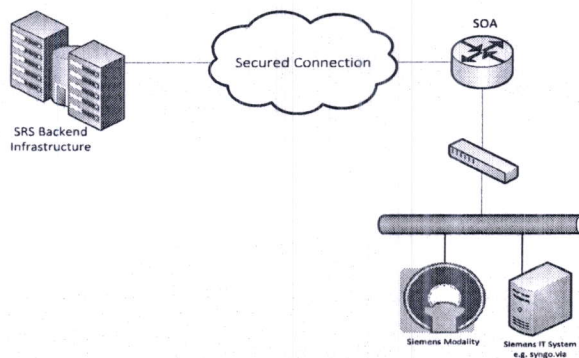 SOA
Secured Connection
SRS Backend
Infrastructure
Siemens Modality
Siemens IT System
e.g. syngo.via